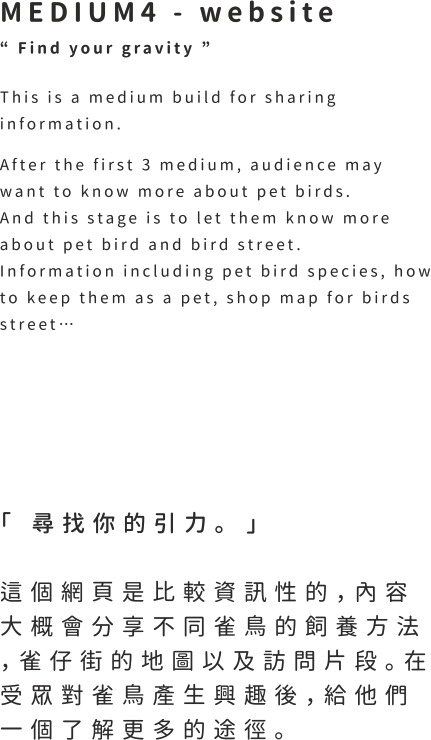 MEDIUM4 - website
“ Find your gravity ”
This is a medium build for sharing
information.
After the first 3 medium, audience may
want to know more about pet birds.
And this stage is to let them know more
about pet bird and bird street.
Information including pet bird species, how
to keep them as a pet, shop map for birds
street…
「 尋找你的引力。」
這個網頁是比較資訊性的，內容
大概會分享不同雀鳥的飼養方法
，雀仔街的地圖以及訪問片段。在
受眾對雀鳥產生興趣後，給他們
一個了解更多的途徑。